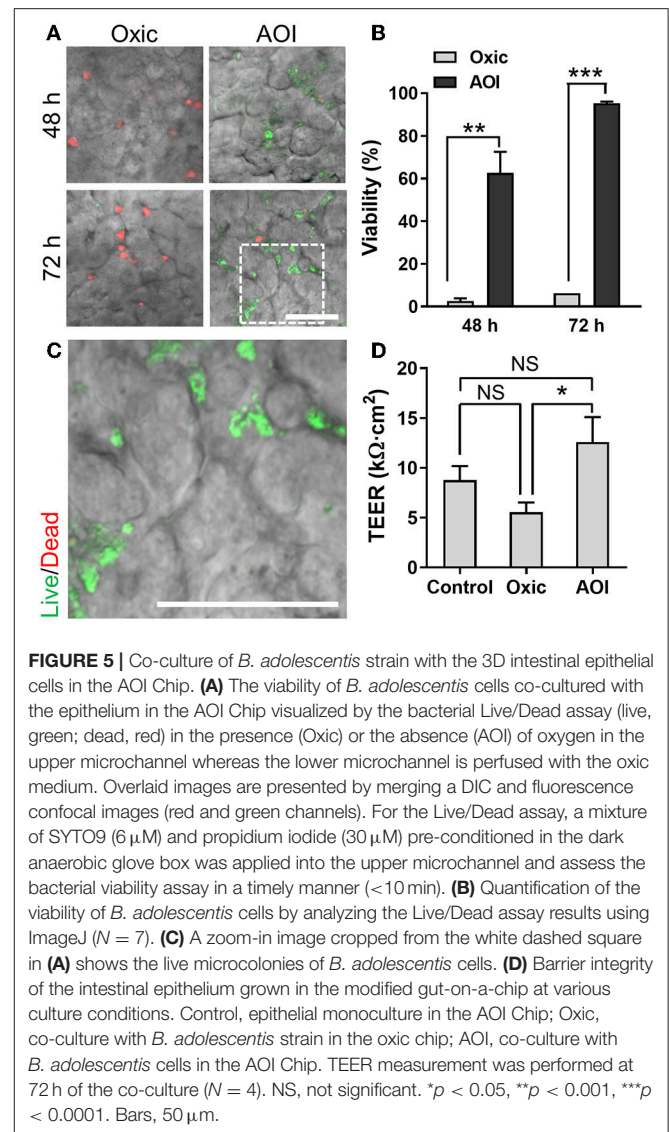 A Oxic AOI
48 h
72 h
B
Oxic
AOI
Viability (%)
100
80
60
40
20
0
**
***
48 h 72 h
C
Live/Dead
D
TEER (kΩ·cm²)
20
15
10
5
0
NS
NS *
Control Oxic AOI
FIGURE 5 | Co-culture of B. adolescentis strain with the 3D intestinal epithelial
cells in the AOI Chip. (A) The viability of B. adolescentis cells co-cultured with
the epithelium in the AOI Chip visualized by the bacterial Live/Dead assay (live,
green; dead, red) in the presence (Oxic) or the absence (AOI) of oxygen in the
upper microchannel whereas the lower microchannel is perfused with the oxic
medium. Overlaid images are presented by merging a DIC and fluorescence
confocal images (red and green channels). For the Live/Dead assay, a mixture
of SYTO9 (6 μM) and propidium iodide (30 μM) pre-conditioned in the dark
anaerobic glove box was applied into the upper microchannel and assess the
bacterial viability assay in a timely manner (<10 min). (B) Quantification of the
viability of B. adolescentis cells by analyzing the Live/Dead assay results using
ImageJ (N = 7). (C) A zoom-in image cropped from the white dashed square
in (A) shows the live microcolonies of B. adolescentis cells. (D) Barrier integrity
of the intestinal epithelium grown in the modified gut-on-a-chip at various
culture conditions. Control, epithelial monoculture in the AOI Chip; Oxic,
co-culture with B. adolescentis strain in the oxic chip; AOI, co-culture with
B. adolescentis cells in the AOI Chip. TEER measurement was performed at
72 h of the co-culture (N = 4). NS, not significant. *p < 0.05, **p < 0.001, ***p
< 0.0001. Bars, 50 μm.